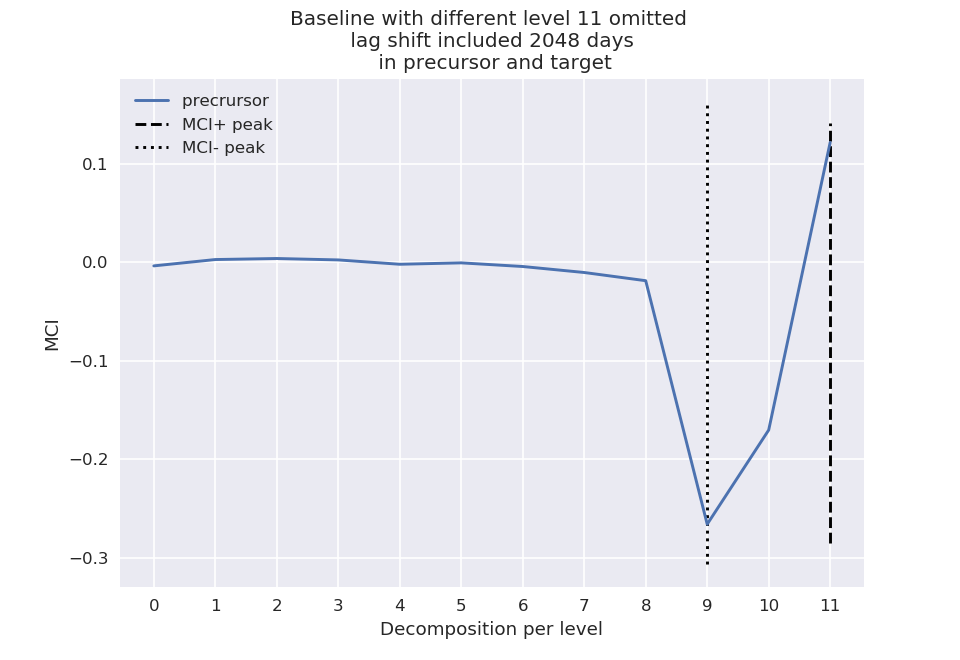 Baseline with different level 11 omitted
lag shift included 2048 days
in precursor and target
precrursor
MCI+ peak
MCI- peak
0.1
0.0
−0.1
−0.2
−0.3
MCI
0 1 2 3 4 5 6 7 8 9 10 11
Decomposition per level